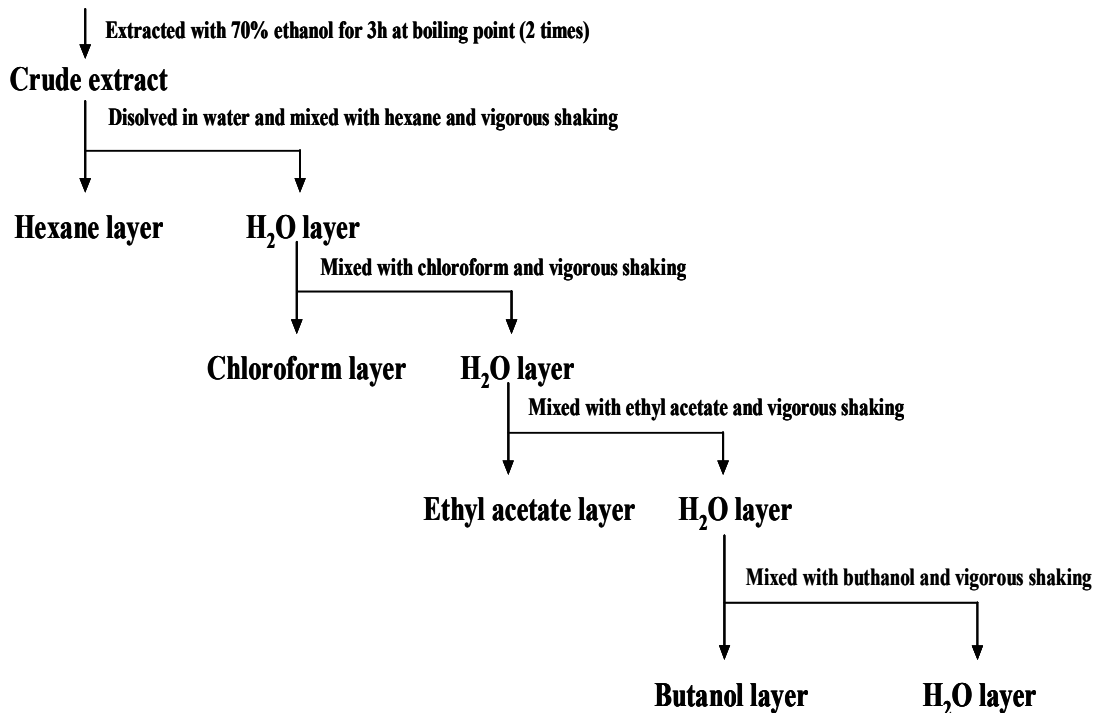 Extracted with 70% ethanol for 3h at boiling point (2 times)
Crude extract
Disolved in water and mixed with hexane and vigorous shaking
Hexane layer
H₂O layer
Mixed with chloroform and vigorous shaking
Chloroform layer
H₂O layer
Mixed with ethyl acetate and vigorous shaking
Ethyl acetate layer
H₂O layer
Mixed with buthanol and vigorous shaking
Butanol layer
H₂O layer